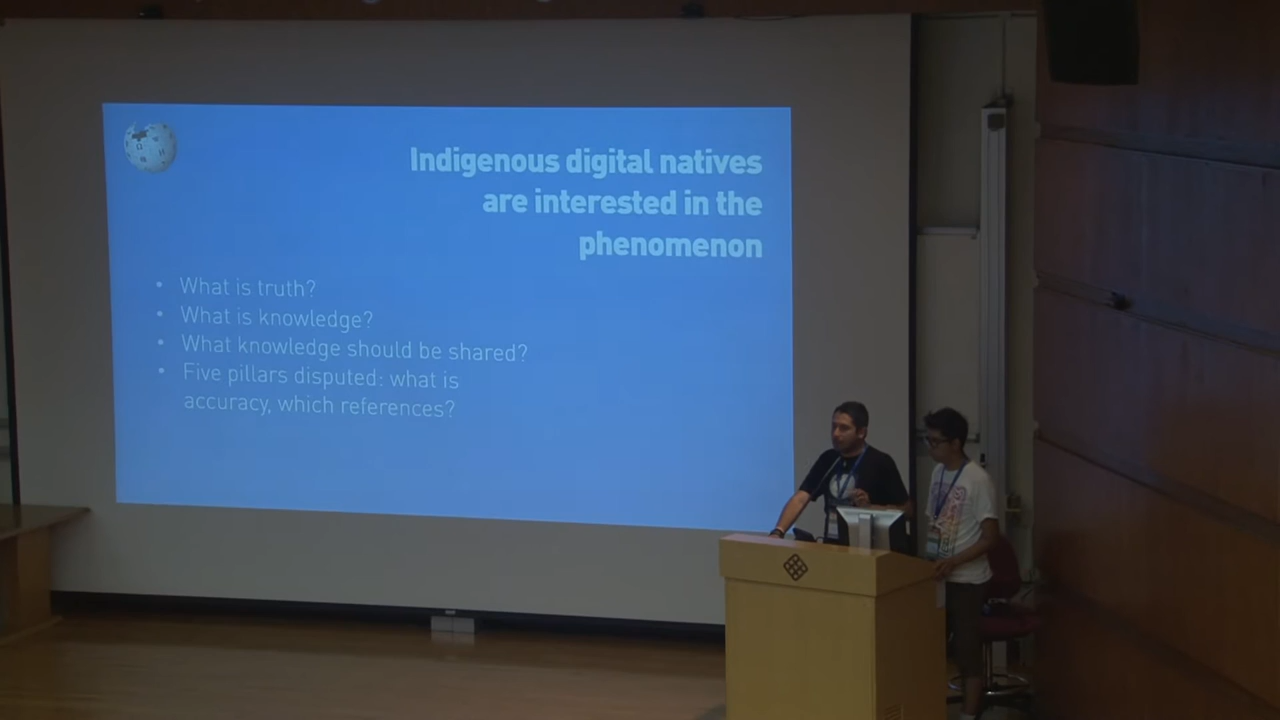 Indigenous digital natives
are interested in the
phenomenon
• What is truth?
• What is knowledge?
• What knowledge should be shared?
• Five pillars disputed: what is
accuracy, which references?